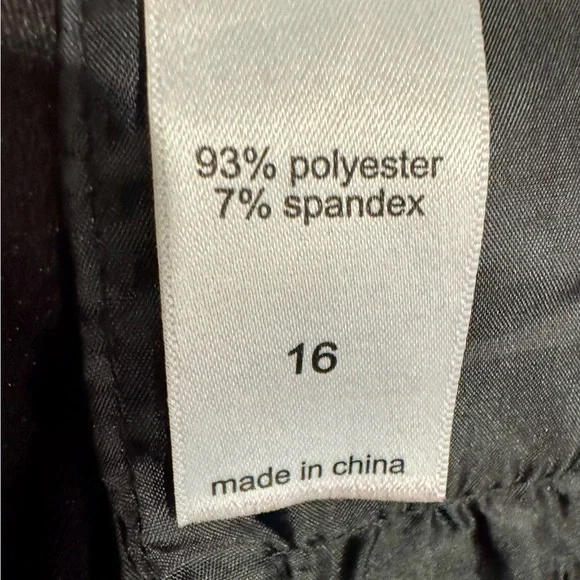 93% polyester
7% spandex
16
made in china